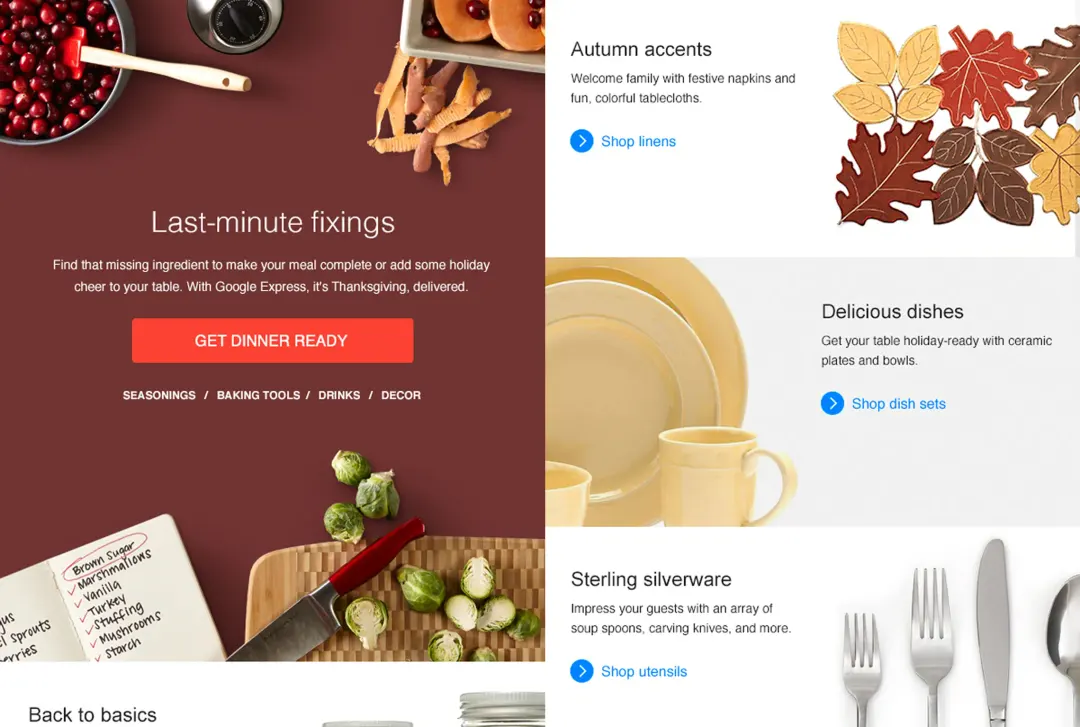 Last-minute fixings
Find that missing ingredient to make your meal complete or add some holiday
cheer to your table. With Google Express, it's Thanksgiving, delivered.
GET DINNER READY
SEASONINGS / BAKING TOOLS / DRINKS / DECOR
Brown Sugar
Marshmallows
Vanilla
Turkey
Stuffing
Mushrooms
Starch
sprouts
Back to basics
Autumn accents
Welcome family with festive napkins and
fun, colorful tablecloths.
Shop linens
Delicious dishes
Get your table holiday-ready with ceramic
plates and bowls.
Shop dish sets
Sterling silverware
Impress your guests with an array of
soup spoons, carving knives, and more.
Shop utensils